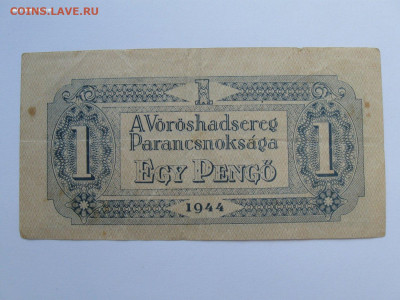 COINS.LAVE.RU
1
A Vöröshadsereg
Parancsnoksága
1 EGY PENGŐ 1
1944